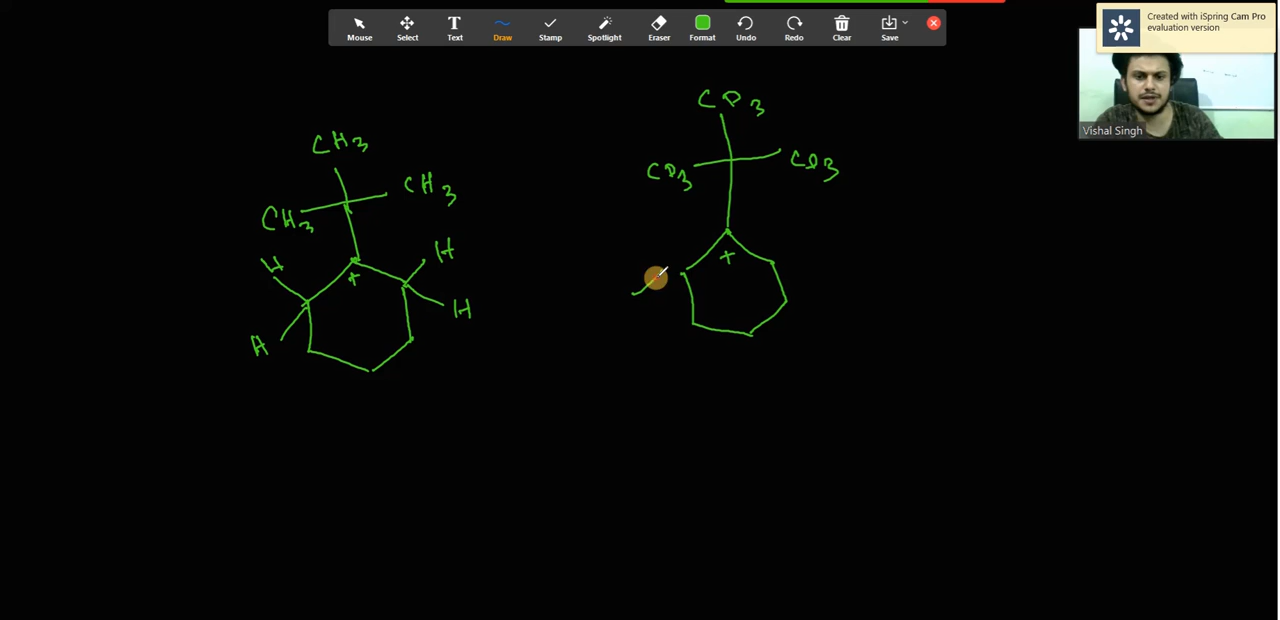 Created with iSpring Cam Pro
evaluation version
Mouse
Select
Text
Draw
Stamp
Spotlight
Eraser
Format
Undo
Redo
Clear
Save
Vishal Singh
CH3
CH3
CH3
H
H
H
H
+
CD3
CD3
CD3
+